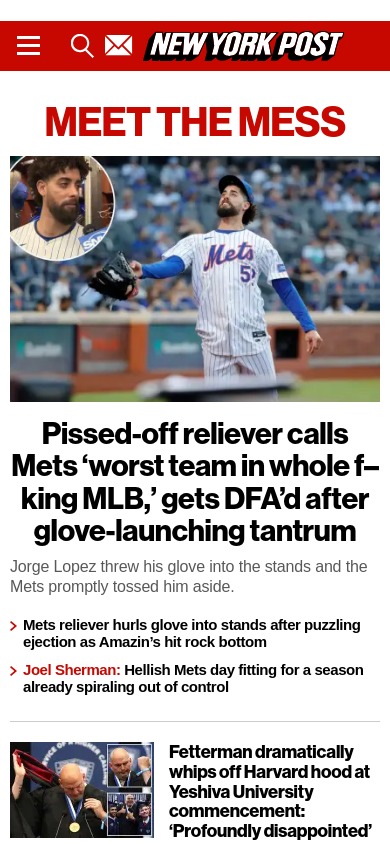 NEW YORK POST
MEET THE MESS
Mets
5
Pissed-off reliever calls
Mets ‘worst team in whole f–
king MLB,’ gets DFA’d after
glove-launching tantrum
Jorge Lopez threw his glove into the stands and the
Mets promptly tossed him aside.
Mets reliever hurls glove into stands after puzzling
ejection as Amazin’s hit rock bottom
Joel Sherman: Hellish Mets day fitting for a season
already spiraling out of control
Fetterman dramatically
whips off Harvard hood at
Yeshiva University
commencement:
‘Profoundly disappointed’